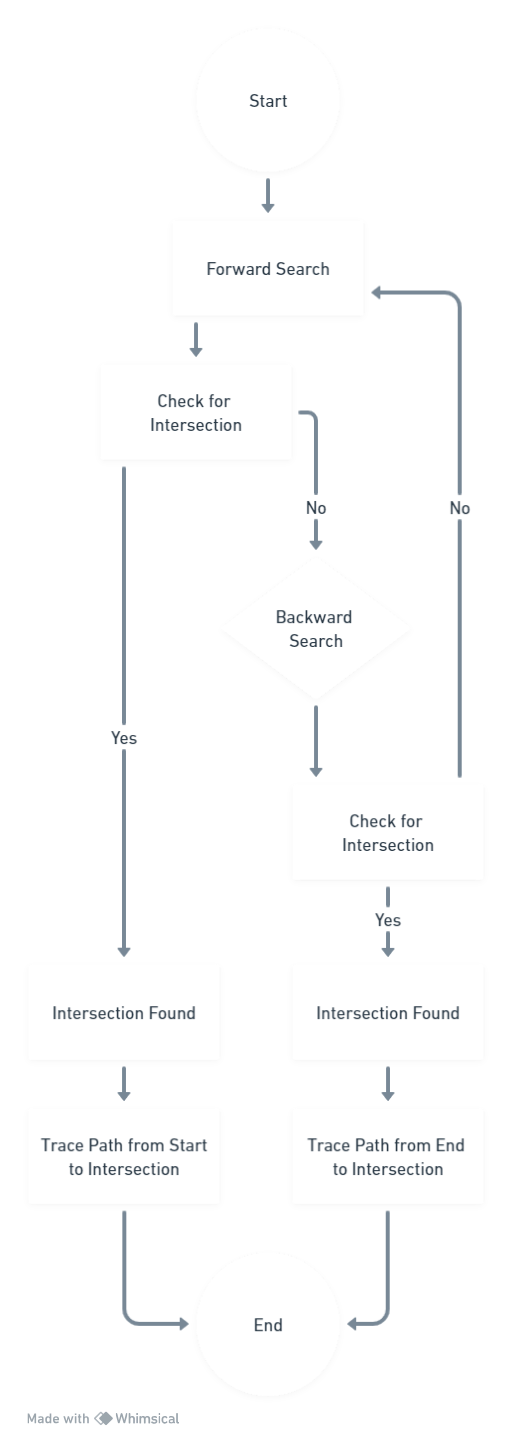 Start
Forward Search
Check for
Intersection
No
No
Backward
Search
Yes
Check for
Intersection
Yes
Intersection Found
Intersection Found
Trace Path from Start
to Intersection
Trace Path from End
to Intersection
End
Made with Whimsical